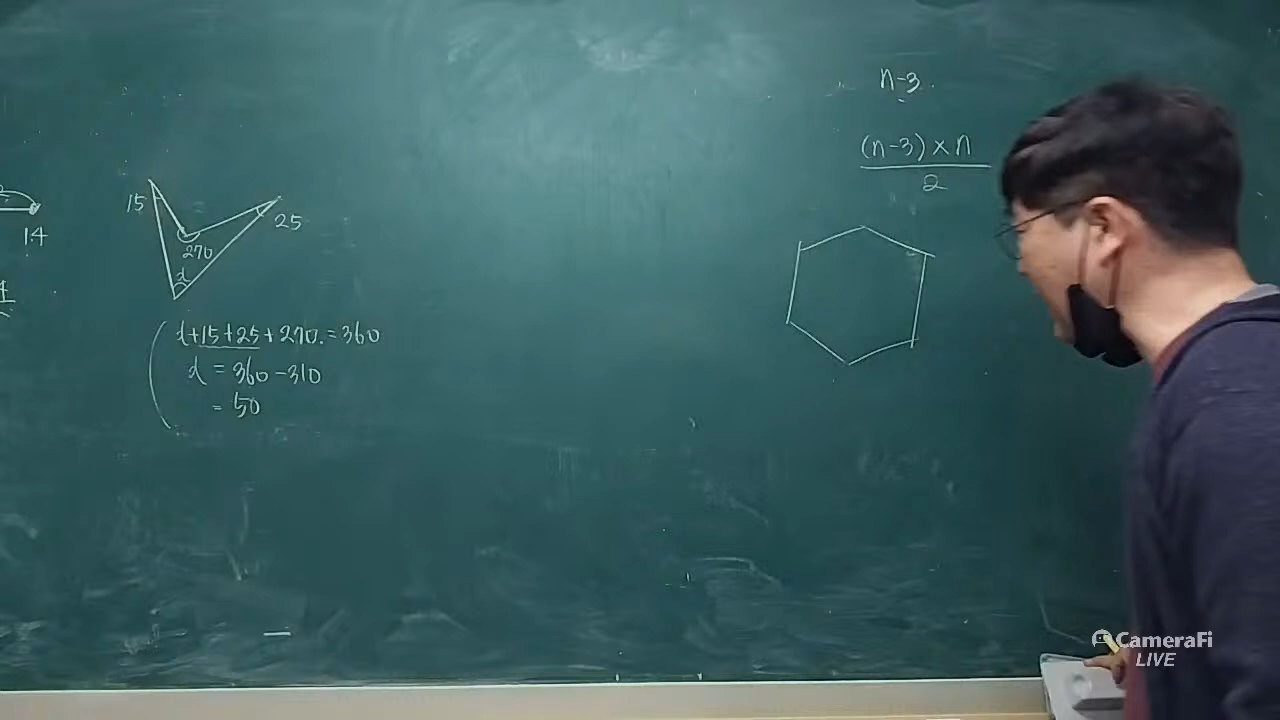 n-3.
(n-3)×n
2
15
25
270
14
d+15+25+270.=360
d = 360-310
= 50
CameraFi
LIVE